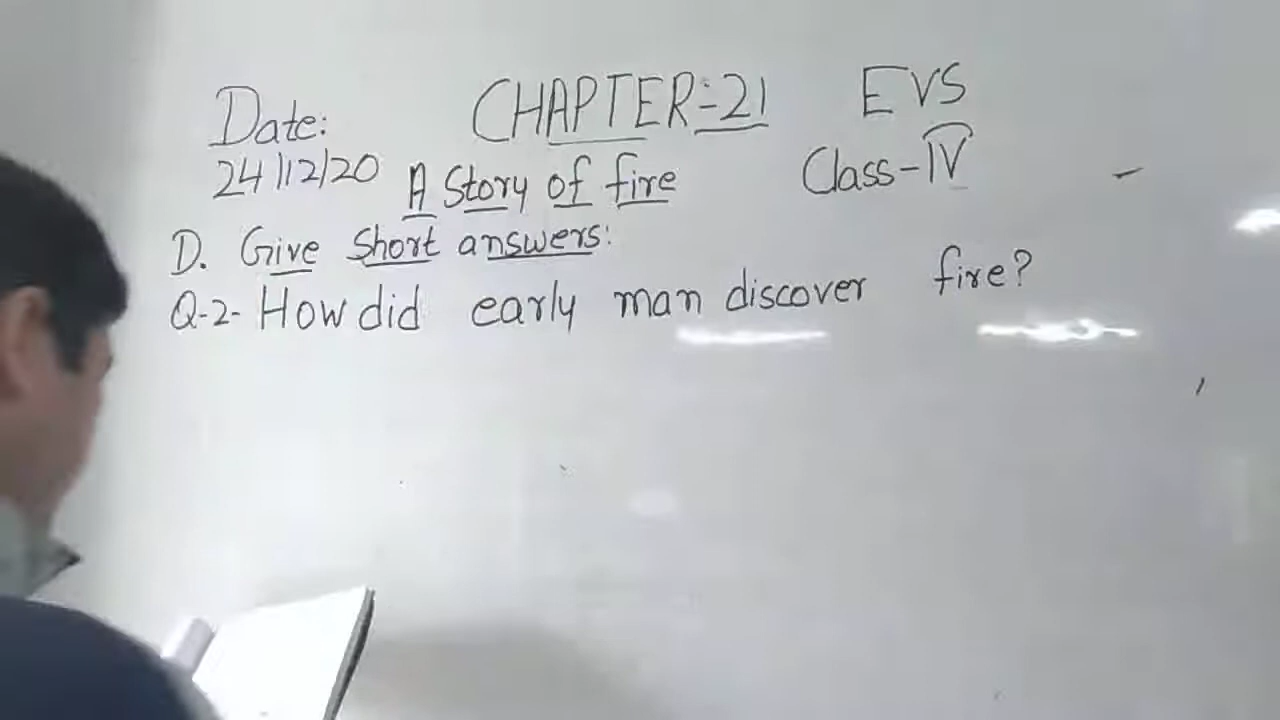 Date: CHAPTER:-21 EVS
24/12/20 A Story of fire Class-IV
D. Give Short answers:
Q-2- How did early man discover fire?